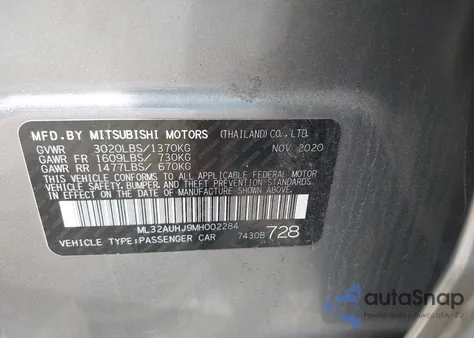 MFD.BY MITSUBISHI MOTORS (THAILAND)CO.,LTD.
GVWR 3020LBS/1370KG NOV 2020
GAWR FR 1609LBS/ 730KG
GAWR RR 1477LBS/ 670KG
THIS VEHICLE CONFORMS TO ALL APPLICABLE FEDERAL MOTOR
VEHICLE SAFETY, BUMPER, AND THEFT PREVENTION STANDARDS
IN EFFECT ON THE DATE OF MANUFACTURE SHOWN ABOVE.
ML32AUHJ9MH002284
VEHICLE TYPE:PASSENGER CAR 7430B 728
autoSnap